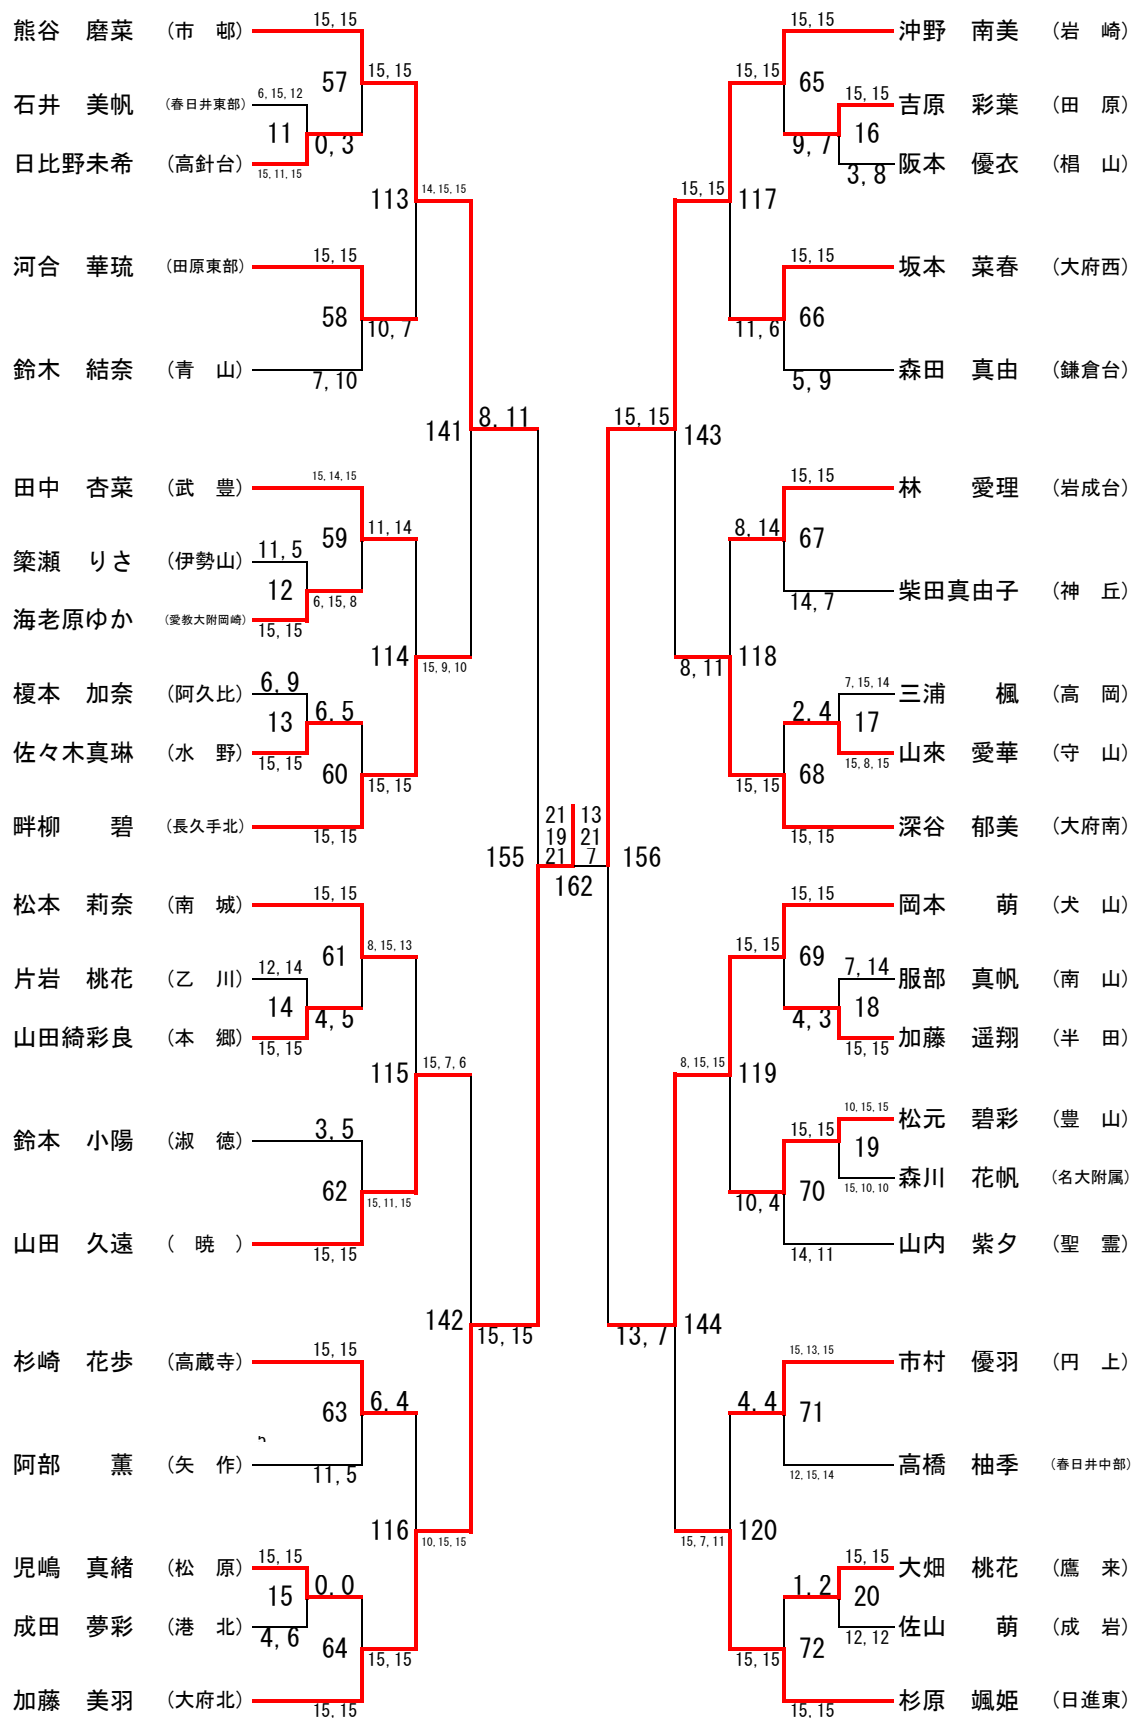 15, 15
熊谷　磨菜　（市　邨）
57
15, 15
6, 15, 12
石井　美帆　（春日井東部）
11
0, 3
日比野未希　（高針台）
15, 11, 15
113
14, 15, 15
15, 15
河合　華琉　（田原東部）
58
10, 7
鈴木　結奈　（青　山）
7, 10
141
8, 11
15, 14, 15
田中　杏菜　（武　豊）
59
11, 14
11, 5
簗瀬　りさ　（伊勢山）
12
6, 15, 8
海老原ゆか　（愛教大附岡崎）
15, 15
114
15, 9, 10
6, 9
榎本　加奈　（阿久比）
13
6, 5
佐々木真琳　（水　野）
15, 15
60
15, 15
畔柳　　碧　（長久手北）
15, 15
155
21　13
19　21
21　7
162
156
15, 15
松本　莉奈　（南　城）
61
8, 15, 13
12, 14
片岩　桃花　（乙　川）
14
4, 5
山田綺彩良　（本　郷）
15, 15
115
15, 7, 6
3, 5
鈴本　小陽　（淑　徳）
62
15, 11, 15
山田　久遠　（　暁　）
15, 15
142
15, 15
15, 15
杉崎　花歩　（高蔵寺）
63
6, 4
阿部　　薫　（矢　作）
11, 5
116
10, 15, 15
15, 15
児嶋　真緒　（松　原）
15
0, 0
成田　夢彩　（港　北）
4, 6
64
15, 15
加藤　美羽　（大府北）
15, 15
15, 15
沖野　南美　（岩　崎）
15, 15
65
15, 15
吉原　彩葉　（田　原）
16
9, 7
阪本　優衣　（椙　山）
3, 8
15, 15
117
15, 15
坂本　菜春　（大府西）
11, 6
66
森田　真由　（鎌倉台）
5, 9
15, 15
143
15, 15
林　　愛理　（岩成台）
8, 14
67
柴田真由子　（神　丘）
14, 7
8, 11
118
7, 15, 14
三浦　　楓　（高　岡）
2, 4
17
山來　愛華　（守　山）
15, 8, 15
68
15, 15
深谷　郁美　（大府南）
15, 15
15, 15
岡本　　萌　（犬　山）
15, 15
69
7, 14
服部　真帆　（南　山）
18
4, 3
加藤　遥翔　（半　田）
15, 15
8, 15, 15
119
10, 15, 15
松元　碧彩　（豊　山）
15, 15
19
森川　花帆　（名大附属）
15, 10, 10
10, 4
70
山内　紫夕　（聖　霊）
14, 11
13, 7
144
15, 13, 15
市村　優羽　（円　上）
4, 4
71
高橋　柚季　（春日井中部）
12, 15, 14
15, 7, 11
120
15, 15
大畑　桃花　（鷹　来）
1, 2
20
佐山　　萌　（成　岩）
12, 12
72
15, 15
杉原　颯姫　（日進東）
15, 15